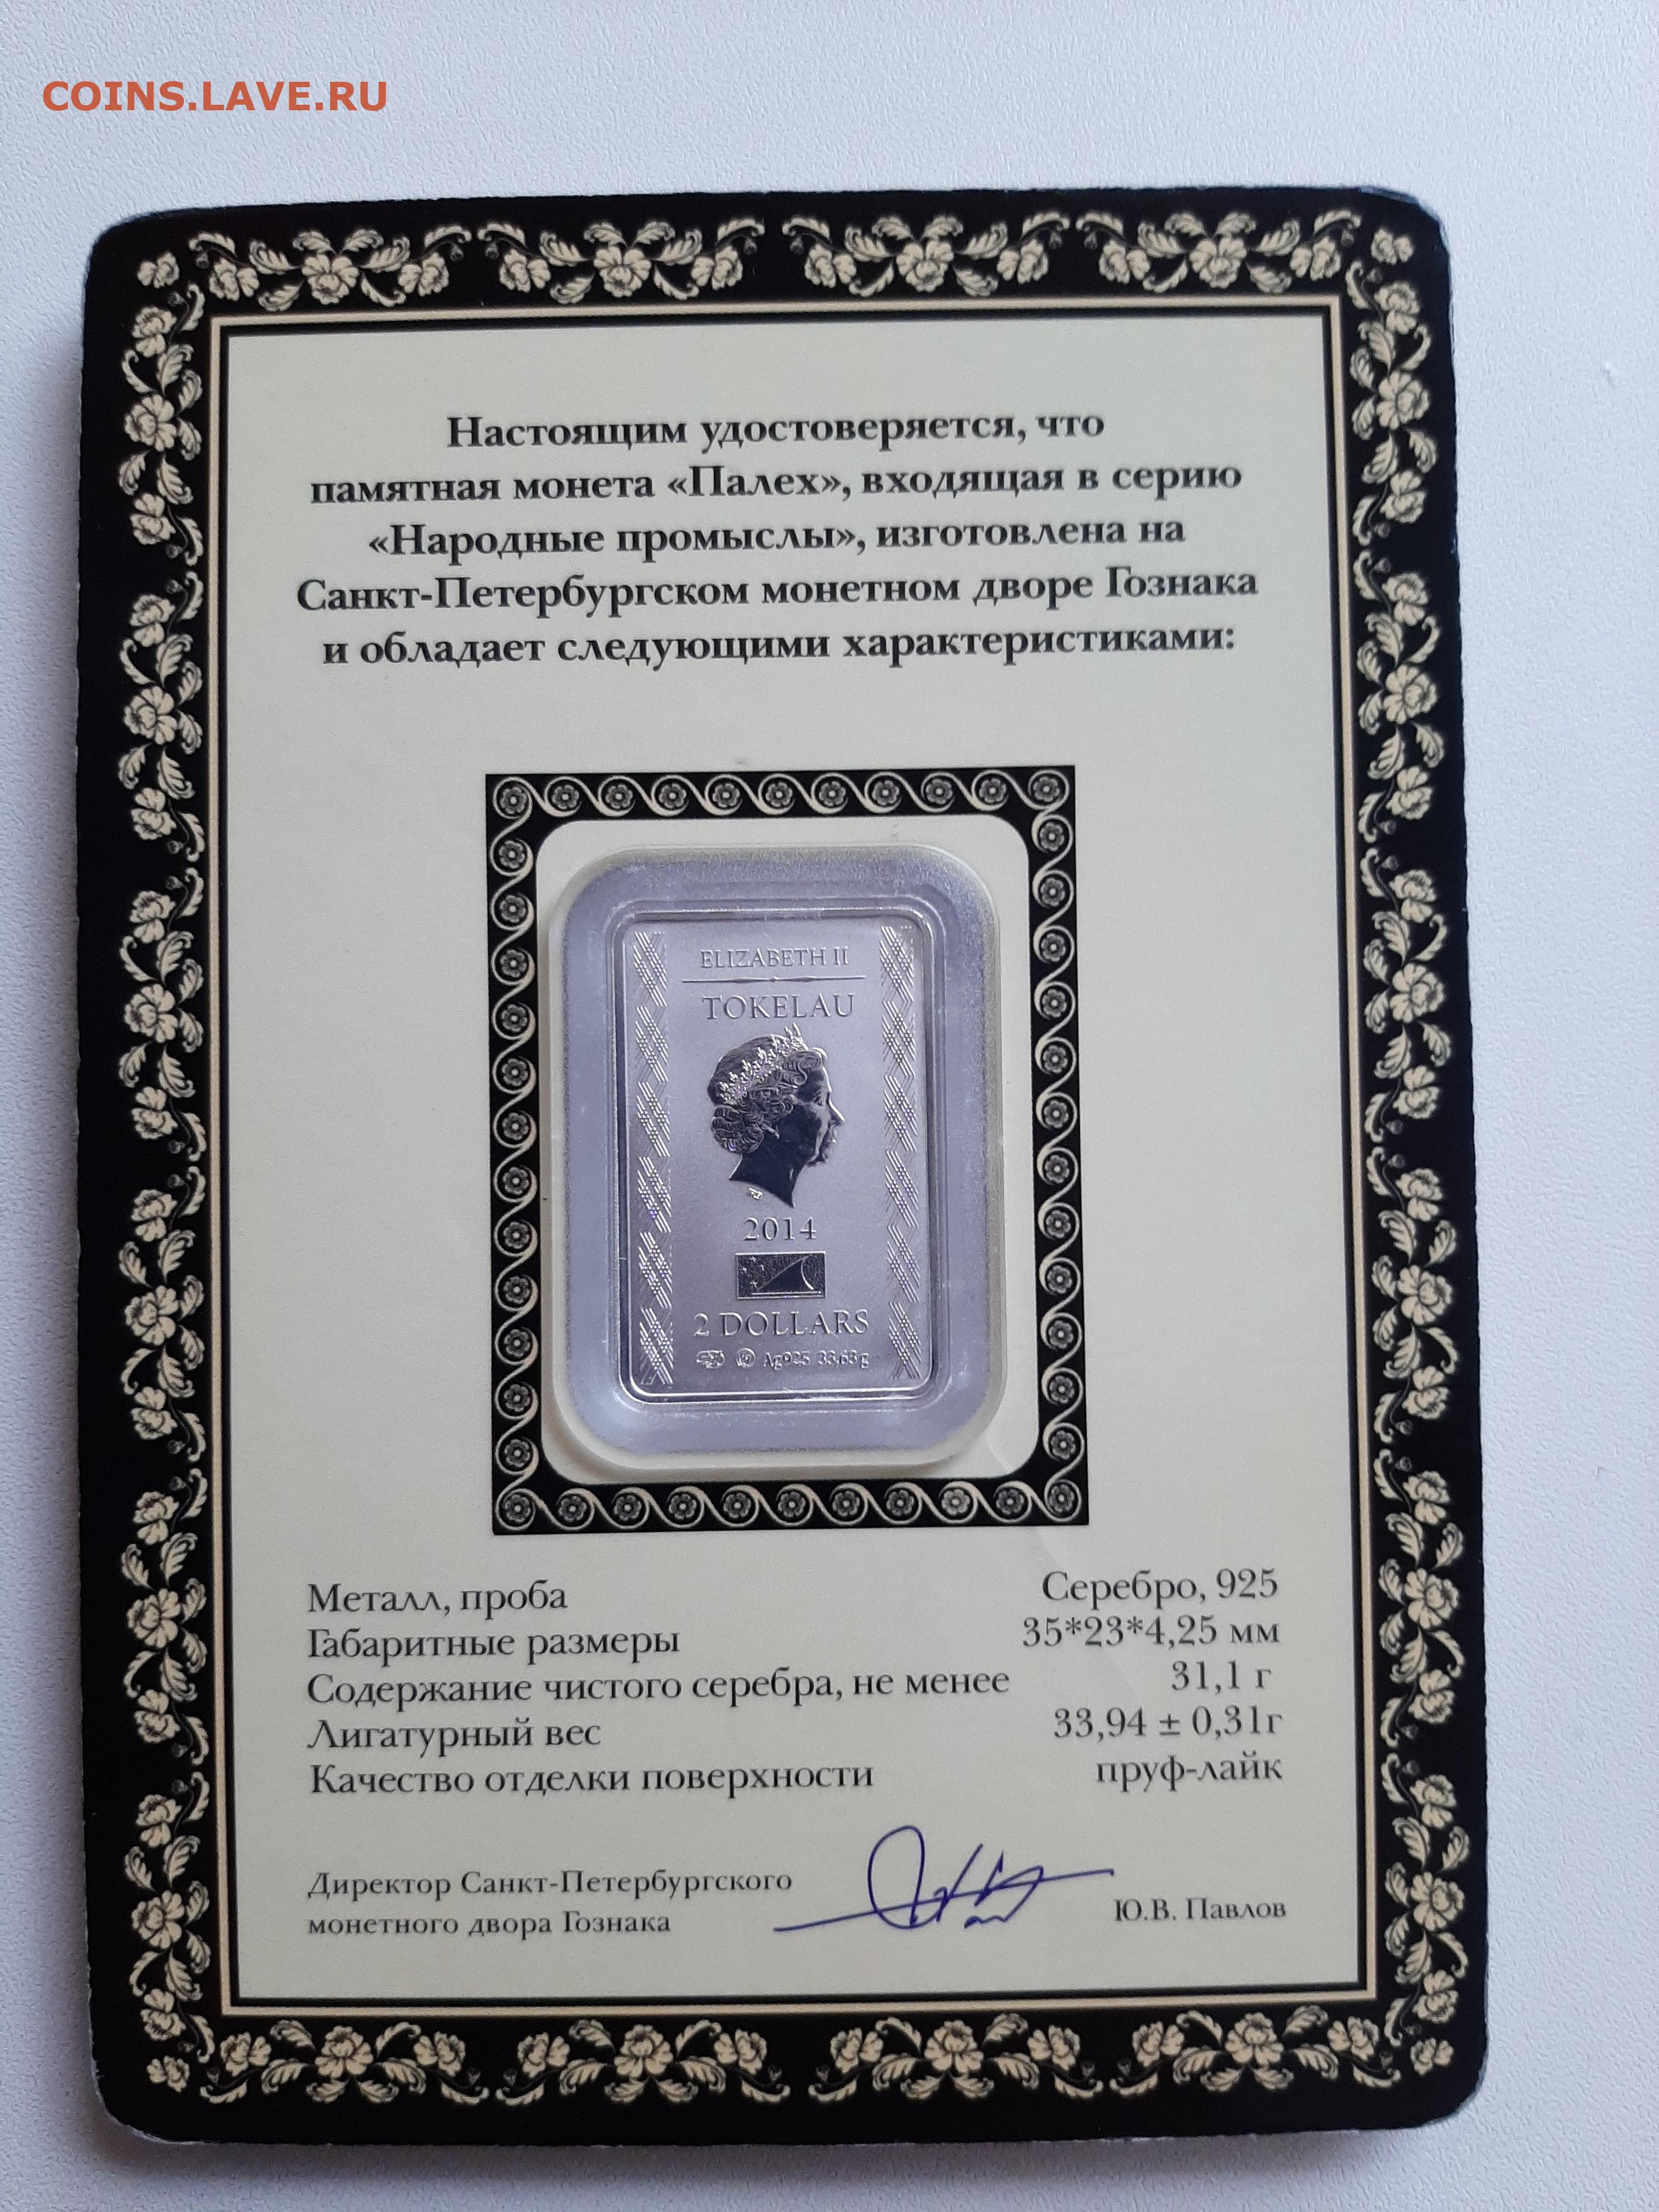 COINS.LAVE.RU
Настоящим удостоверяется, что
памятная монета «Палех», входящая в серию
«Народные промыслы», изготовлена на
Санкт-Петербургском монетном дворе Гознака
и обладает следующими характеристиками:
ELIZABETH II
TOKELAU
2014
2 DOLLARS
Ag925 33.63g
Металл, проба Серебро, 925
Габаритные размеры 35*23*4,25 мм
Содержание чистого серебра, не менее 31,1 г
Лигатурный вес 33,94 ± 0,31г
Качество отделки поверхности пруф-лайк
Директор Санкт-Петербургского
монетного двора Гознака Ю.В. Павлов